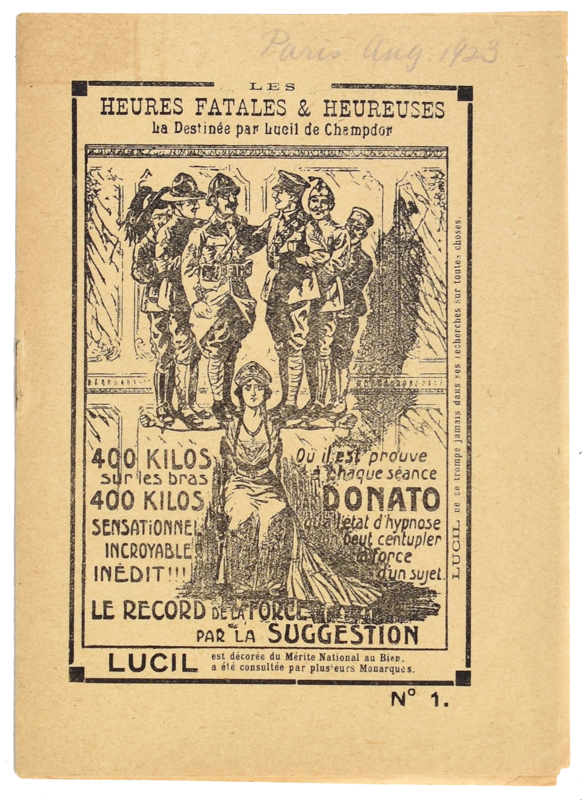 Paris Aug. 1923
LES
HEURES FATALES & HEUREUSES
La Destinée par Lucil de Champdor
400 KILOS
sur les bras
400 KILOS
SENSATIONNEL
INCROYABLE
INÉDIT!!!
Où il est prouve
à chaque séance
DONATO
qu'à l'état d'hypnose
on peut centupler
la force
d'un sujet.
LE RECORD DE LA FORCE
PAR LA SUGGESTION
LUCIL ne se trompe jamais dans ses recherches sur toutes choses.
LUCIL est décorée du Mérite National au Bien.
a été consultée par plusieurs Monarques.
N° 1.